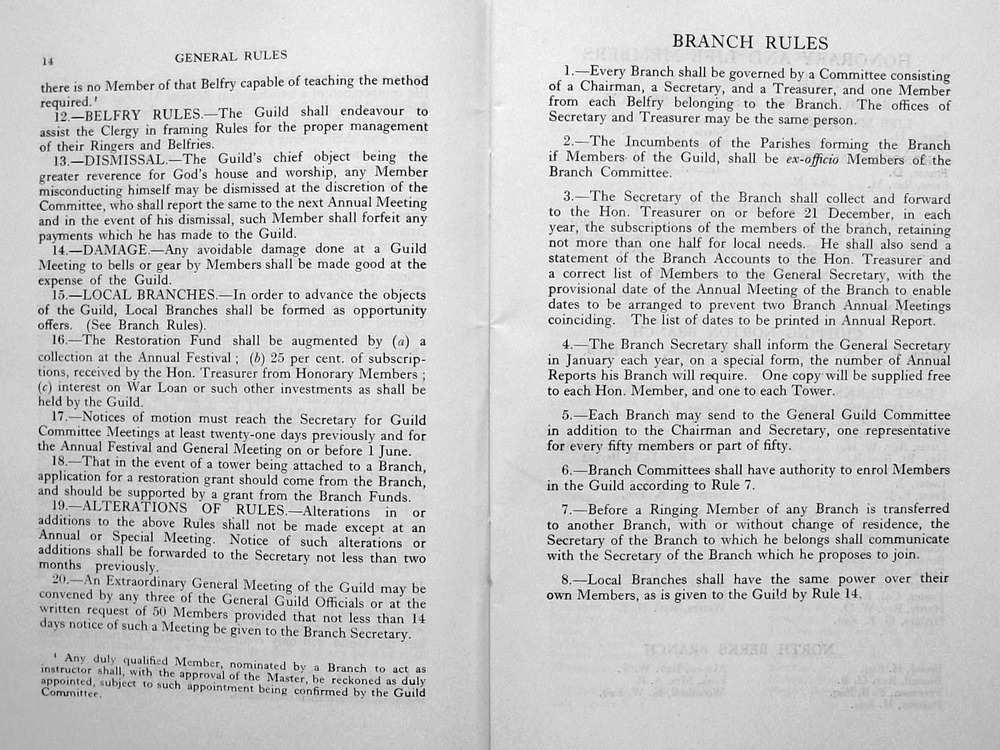 14
GENERAL RULES
there is no Member of that Belfry capable of teaching the method
required.¹
12.—BELFRY RULES.—The Guild shall endeavour to
assist the Clergy in framing Rules for the proper management
of their Ringers and Belfries.
13.—DISMISSAL.—The Guild's chief object being the
greater reverence for God's house and worship, any Member
misconducting himself may be dismissed at the discretion of the
Committee, who shall report the same to the next Annual Meeting
and in the event of his dismissal, such Member shall forfeit any
payments which he has made to the Guild.
14.—DAMAGE.—Any avoidable damage done at a Guild
Meeting to bells or gear by Members shall be made good at the
expense of the Guild.
15.—LOCAL BRANCHES.—In order to advance the objects
of the Guild, Local Branches shall be formed as opportunity
offers. (See Branch Rules).
16.—The Restoration Fund shall be augmented by (a) a
collection at the Annual Festival ; (b) 25 per cent. of subscrip-
tions, received by the Hon. Treasurer from Honorary Members ;
(c) interest on War Loan or such other investments as shall be
held by the Guild.
17.—Notices of motion must reach the Secretary for Guild
Committee Meetings at least twenty-one days previously and for
the Annual Festival and General Meeting on or before 1 June.
18.—That in the event of a tower being attached to a Branch,
application for a restoration grant should come from the Branch,
and should be supported by a grant from the Branch Funds.
19.—ALTERATIONS OF RULES.—Alterations in or
additions to the above Rules shall not be made except at an
Annual or Special Meeting. Notice of such alterations or
additions shall be forwarded to the Secretary not less than two
months previously.
20.—An Extraordinary General Meeting of the Guild may be
convened by any three of the General Guild Officials or at the
written request of 50 Members provided that not less than 14
days notice of such a Meeting be given to the Branch Secretary.
¹ Any duly qualified Member, nominated by a Branch to act as
instructor shall, with the approval of the Master, be reckoned as duly
appointed, subject to such appointment being confirmed by the Guild
Committee.
BRANCH RULES
1.—Every Branch shall be governed by a Committee consisting
of a Chairman, a Secretary, and a Treasurer, and one Member
from each Belfry belonging to the Branch. The offices of
Secretary and Treasurer may be the same person.
2.—The Incumbents of the Parishes forming the Branch
if Members of the Guild, shall be ex-officio Members of the
Branch Committee.
3.—The Secretary of the Branch shall collect and forward
to the Hon. Treasurer on or before 21 December, in each
year, the subscriptions of the members of the branch, retaining
not more than one half for local needs. He shall also send a
statement of the Branch Accounts to the Hon. Treasurer and
a correct list of Members to the General Secretary, with the
provisional date of the Annual Meeting of the Branch to enable
dates to be arranged to prevent two Branch Annual Meetings
coinciding. The list of dates to be printed in Annual Report.
4.—The Branch Secretary shall inform the General Secretary
in January each year, on a special form, the number of Annual
Reports his Branch will require. One copy will be supplied free
to each Hon. Member, and one to each Tower.
5.—Each Branch may send to the General Guild Committee
in addition to the Chairman and Secretary, one representative
for every fifty members or part of fifty.
6.—Branch Committees shall have authority to enrol Members
in the Guild according to Rule 7.
7.—Before a Ringing Member of any Branch is transferred
to another Branch, with or without change of residence, the
Secretary of the Branch to which he belongs shall communicate
with the Secretary of the Branch which he proposes to join.
8.—Local Branches shall have the same power over their
own Members, as is given to the Guild by Rule 14.